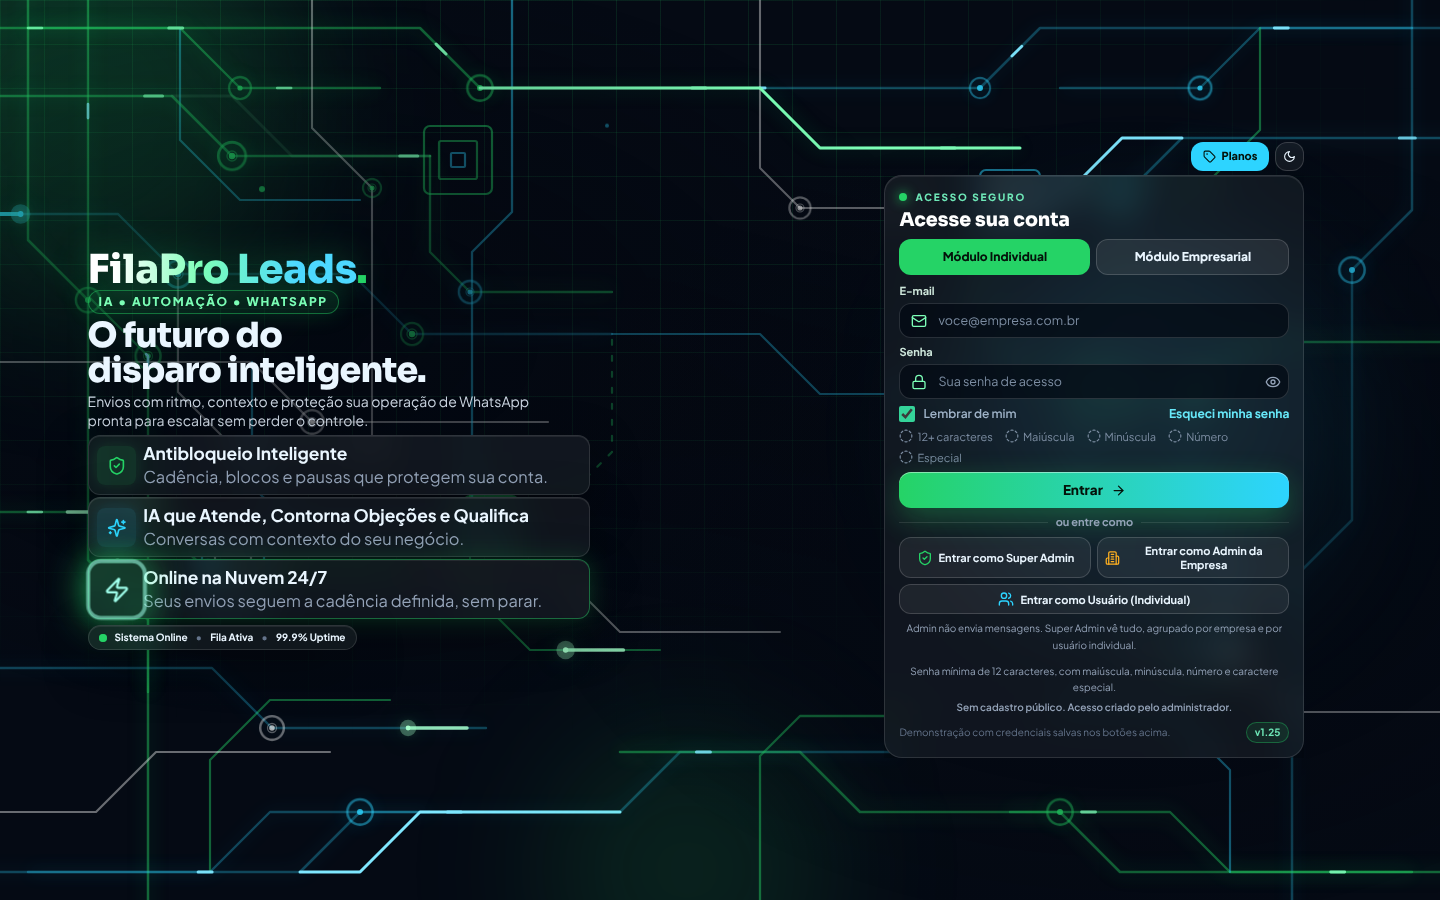 FilaPro Leads.
IA • AUTOMAÇÃO • WHATSAPP
O futuro do
disparo inteligente.
Envios com ritmo, contexto e proteção sua operação de WhatsApp
pronta para escalar sem perder o controle.
Antibloqueio Inteligente
Cadência, blocos e pausas que protegem sua conta.
IA que Atende, Contorna Objeções e Qualifica
Conversas com contexto do seu negócio.
Online na Nuvem 24/7
Seus envios seguem a cadência definida, sem parar.
Sistema Online • Fila Ativa • 99.9% Uptime
Planos
ACESSO SEGURO
Acesse sua conta
Módulo Individual
Módulo Empresarial
E-mail
voce@empresa.com.br
Senha
Sua senha de acesso
Lembrar de mim
Esqueci minha senha
12+ caracteres
Maiúscula
Minúscula
Número
Especial
Entrar →
ou entre como
Entrar como Super Admin
Entrar como Admin da
Empresa
Entrar como Usuário (Individual)
Admin não envia mensagens. Super Admin vê tudo, agrupado por empresa e por
usuário individual.
Senha mínima de 12 caracteres, com maiúscula, minúscula, número e caractere
especial.
Sem cadastro público. Acesso criado pelo administrador.
Demonstração com credenciais salvas nos botões acima.
v1.25